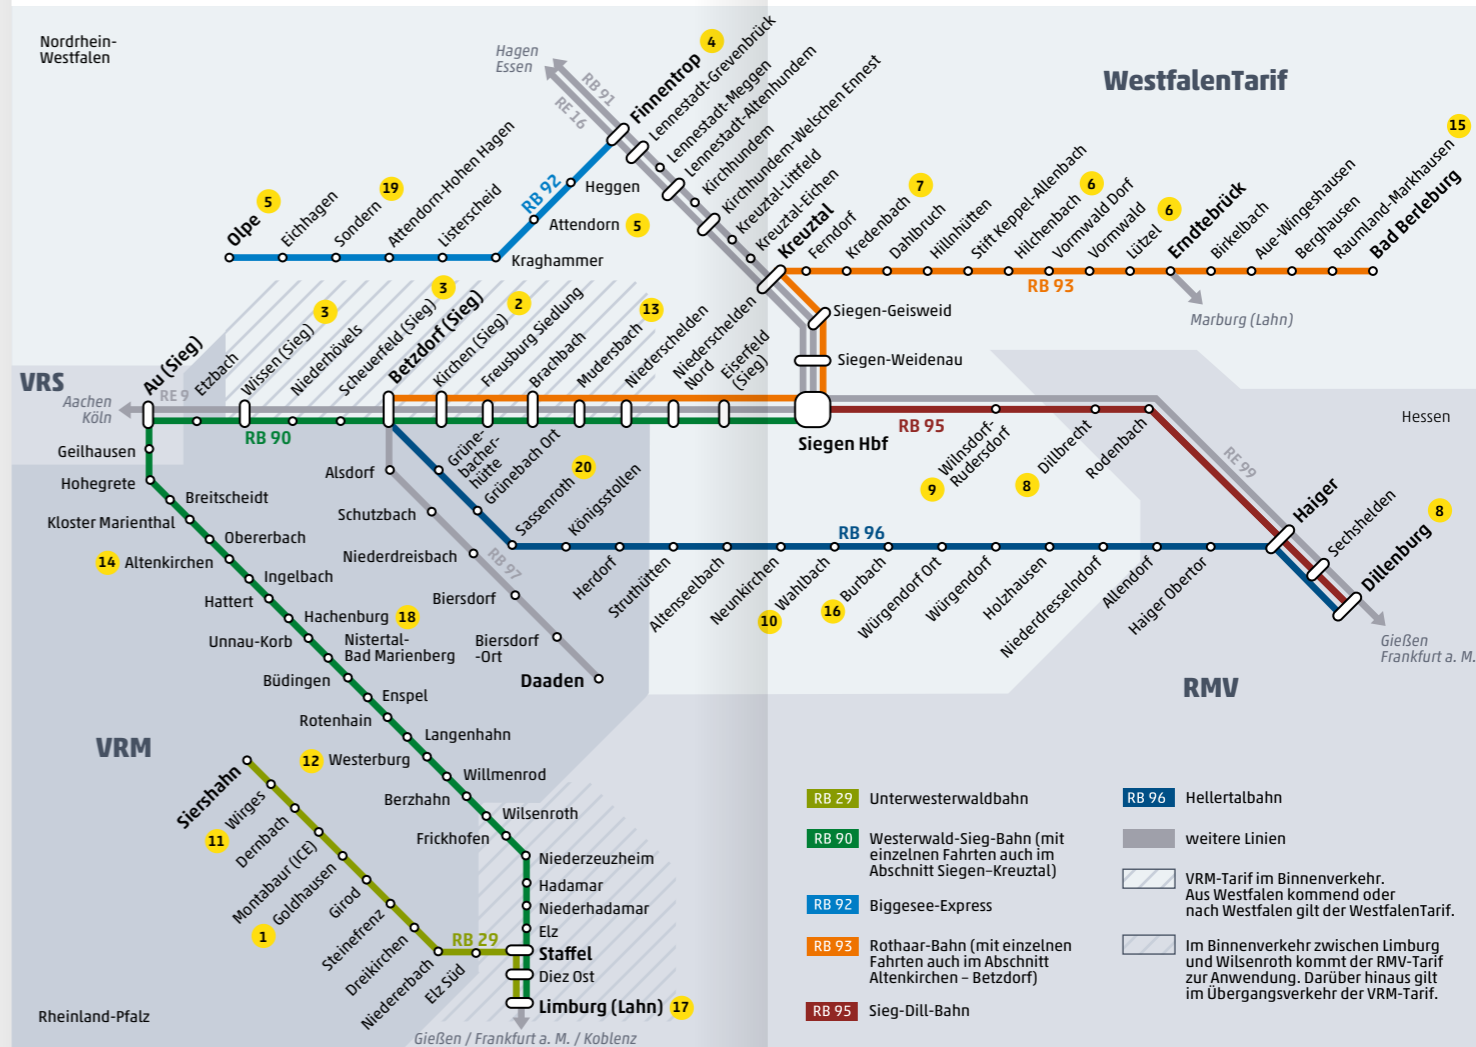 Nordrhein-
Westfalen
WestfalenTarif
Hagen
Essen
RB 91
RE 16
Finnentrop
4
Lennestadt-Grevenbrück
Lennestadt-Meggen
Lennestadt-Altenhundem
Kirchhundem
Kirchhundem-Welschen Ennest
Kreuztal-Littfeld
Kreuztal-Eichen
Kreuztal
Ferndorf
Kredenbach
7
Dahlbruch
Hillnhütten
Stift Keppel-Allenbach
Hilchenbach
6
Vormwald Dorf
Vormwald
Lützel
6
Erndtebrück
Birkelbach
Aue-Wingeshausen
Berghausen
Raumland-Markhausen
15
Bad Berleburg
RB 93
Marburg (Lahn)
Olpe
5
Eichhagen
Sondern
19
Attendorn-Hohen Hagen
Listerscheid
Kraghammer
Attendorn
5
Heggen
RB 92
Siegen-Geisweid
Siegen-Weidenau
VRS
Aachen
Köln
RE 9
Au (Sieg)
Etzbach
Wissen (Sieg)
3
Niederhövels
Scheuerfeld (Sieg)
3
Betzdorf (Sieg)
Kirchen (Sieg)
2
Freusburg Siedlung
Brachbach
Mudersbach
13
Niederschelden
Niederschelden
Nord
Eiserfeld
(Sieg)
Siegen Hbf
RB 90
RB 95
Wilnsdorf-
Rudersdorf
9
Dillbrecht
8
Rodenbach
Hessen
RE 99
Haiger
Sechshelden
Dillenburg
8
Gießen
Frankfurt a. M.
RMV
Geilhausen
Hohegrete
Breitscheidt
Kloster Marienthal
Obererbach
14
Altenkirchen
Ingelbach
Hattert
Hachenburg
18
Unnau-Korb
Nistertal-
Bad Marienberg
Büdingen
Enspel
Rotenhain
Langenhahn
12
Westerburg
Willmenrod
Berzhahn
Wilsenroth
Frickhofen
Niederzeuzheim
Hadamar
Niederhadamar
Elz
Staffel
Diez Ost
Limburg (Lahn)
17
Gießen / Frankfurt a. M. / Koblenz
Alsdorf
Schutzbach
Niederdreisbach
RB 97
Biersdorf
Biersdorf
-Ort
Daaden
Grüne-
bacher-
hütte
Grünebach Ort
Sassenroth
20
Königsstollen
Herdorf
Struthütten
Altenseelbach
Neunkirchen
Wahlbach
10
Burbach
16
RB 96
Würgendorf Ort
Würgendorf
Holzhausen
Niederdresselndorf
Allendorf
Haiger Obertor
VRM
Siershahn
Wirges
11
Dernbach
Montabaur (ICE)
Goldhausen
1
Girod
Steinefrenz
Dreikirchen
Niedererbach
Elz Süd
RB 29
Rheinland-Pfalz
RB 29 Unterwesterwaldbahn
RB 90 Westerwald-Sieg-Bahn (mit
einzelnen Fahrten auch im
Abschnitt Siegen–Kreuztal)
RB 92 Biggesee-Express
RB 93 Rothaar-Bahn (mit einzelnen
Fahrten auch im Abschnitt
Altenkirchen – Betzdorf)
RB 95 Sieg-Dill-Bahn
RB 96 Hellertalbahn
weitere Linien
VRM-Tarif im Binnenverkehr.
Aus Westfalen kommend oder
nach Westfalen gilt der WestfalenTarif.
Im Binnenverkehr zwischen Limburg
und Wilsenroth kommt der RMV-Tarif
zur Anwendung. Darüber hinaus gilt
im Übergangsverkehr der VRM-Tarif.